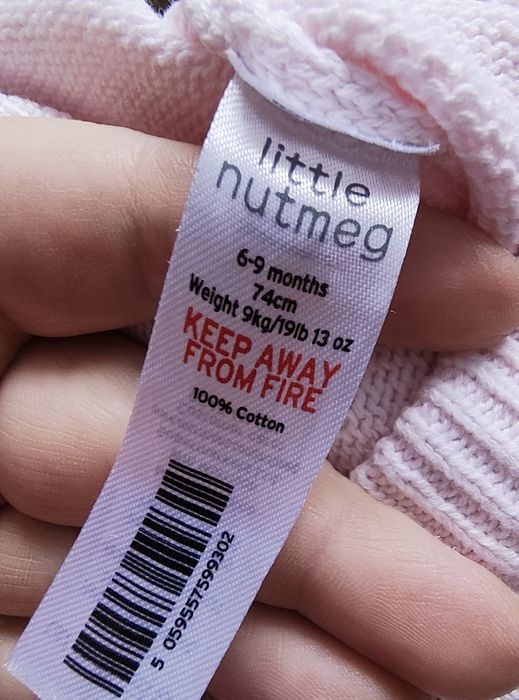 little
nutmeg
6-9 months
74cm
Weight 9kg/19lb 13 oz
KEEP AWAY
FROM FIRE
100% Cotton
5 059557599302